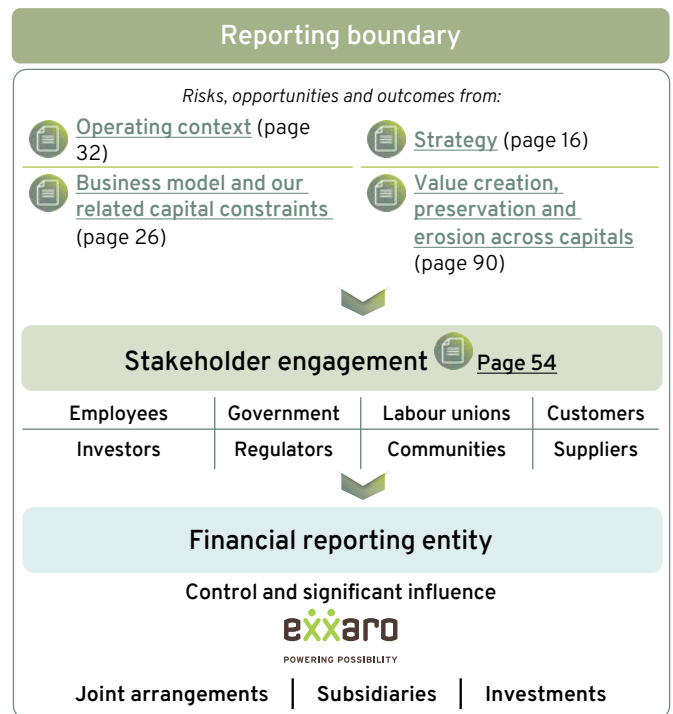 Reporting boundary
Risks, opportunities and outcomes from:
Operating context (page
32)
Strategy (page 16)
Business model and our
related capital constraints
(page 26)
Value creation,
preservation and
erosion across capitals
(page 90)
Stakeholder engagement Page 54
Employees Government Labour unions Customers
Investors Regulators Communities Suppliers
Financial reporting entity
Control and significant influence
exxaro
POWERING POSSIBILITY
Joint arrangements | Subsidiaries | Investments